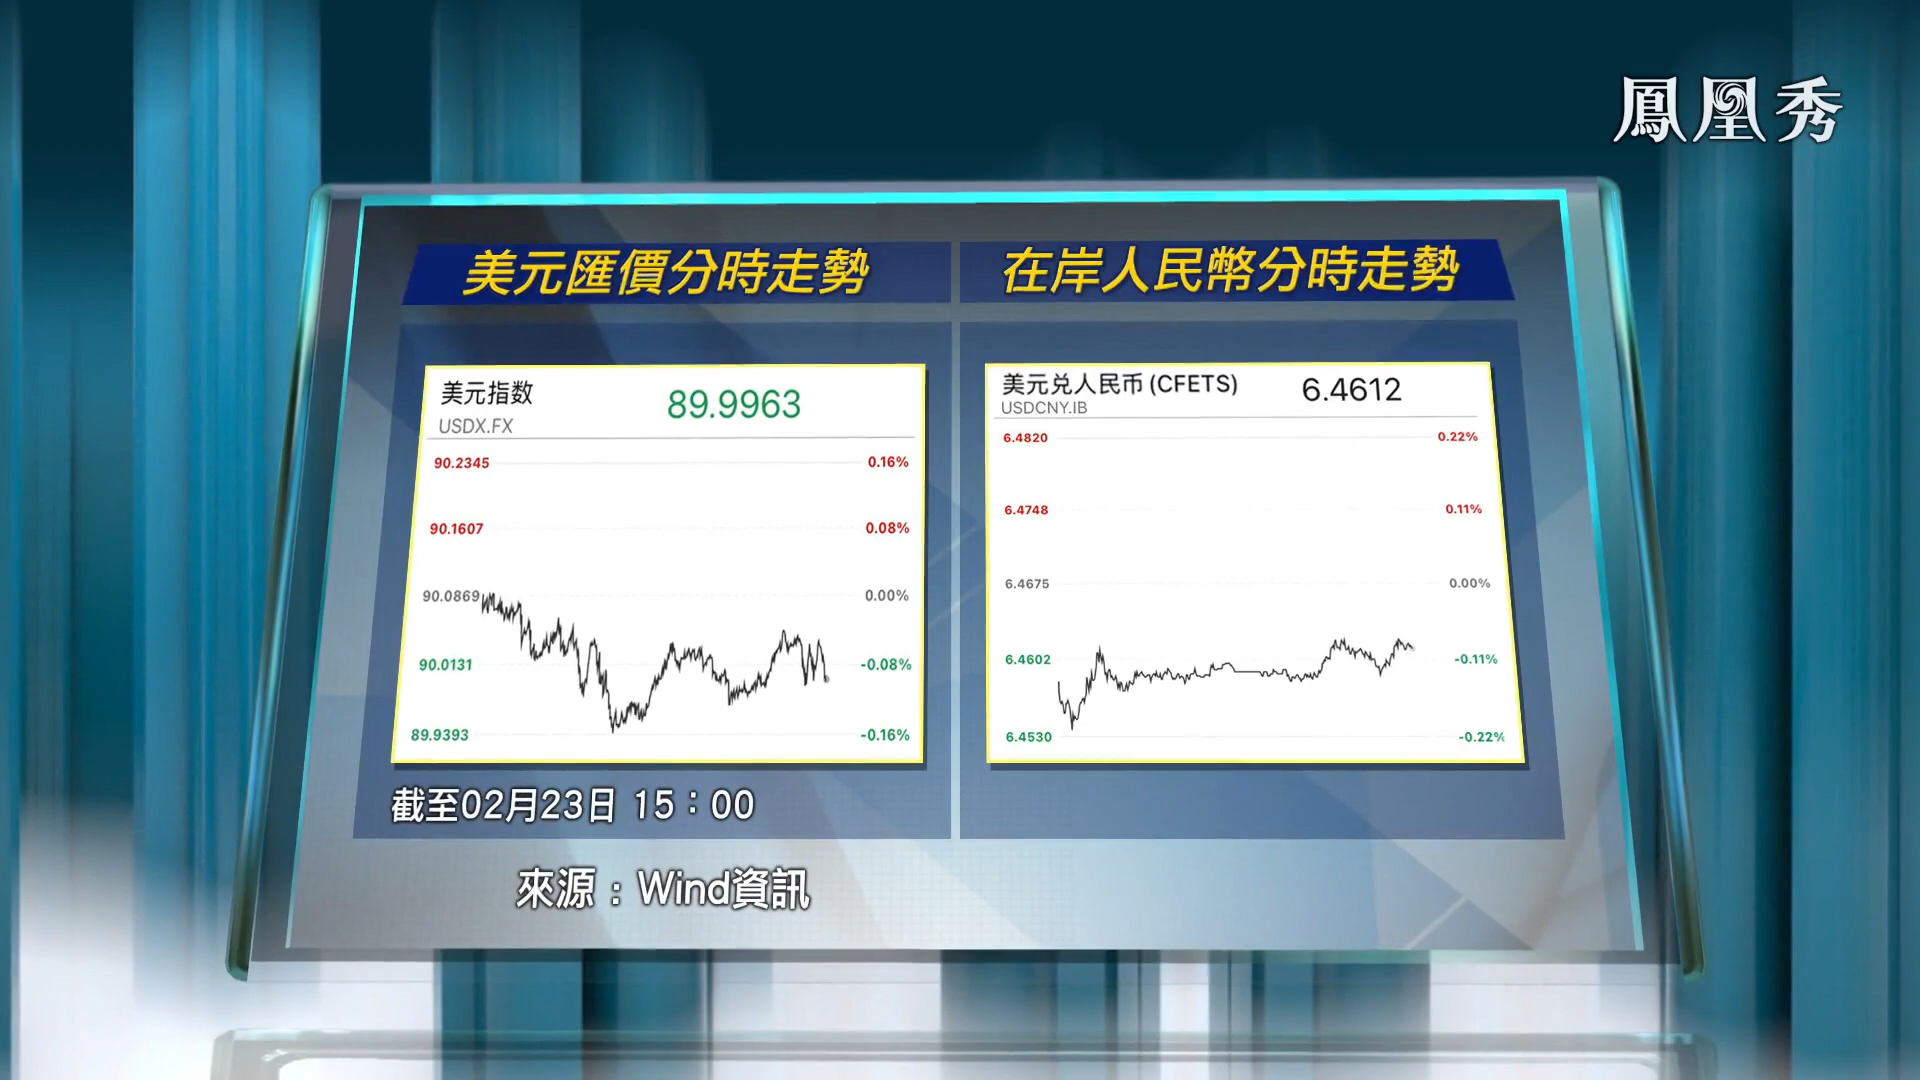 鳳凰秀
美元匯價分時走勢
在岸人民幣分時走勢
美元指数
89.9963
USDX.FX
90.2345
0.16%
90.1607
0.08%
90.0869
0.00%
90.0131
-0.08%
89.9393
-0.16%
美元兑人民币(CFETS)
6.4612
USDCNY.IB
6.4820
0.22%
6.4748
0.11%
6.4675
0.00%
6.4602
-0.11%
6.4530
-0.22%
截至02月23日 15：00
來源：Wind資訊